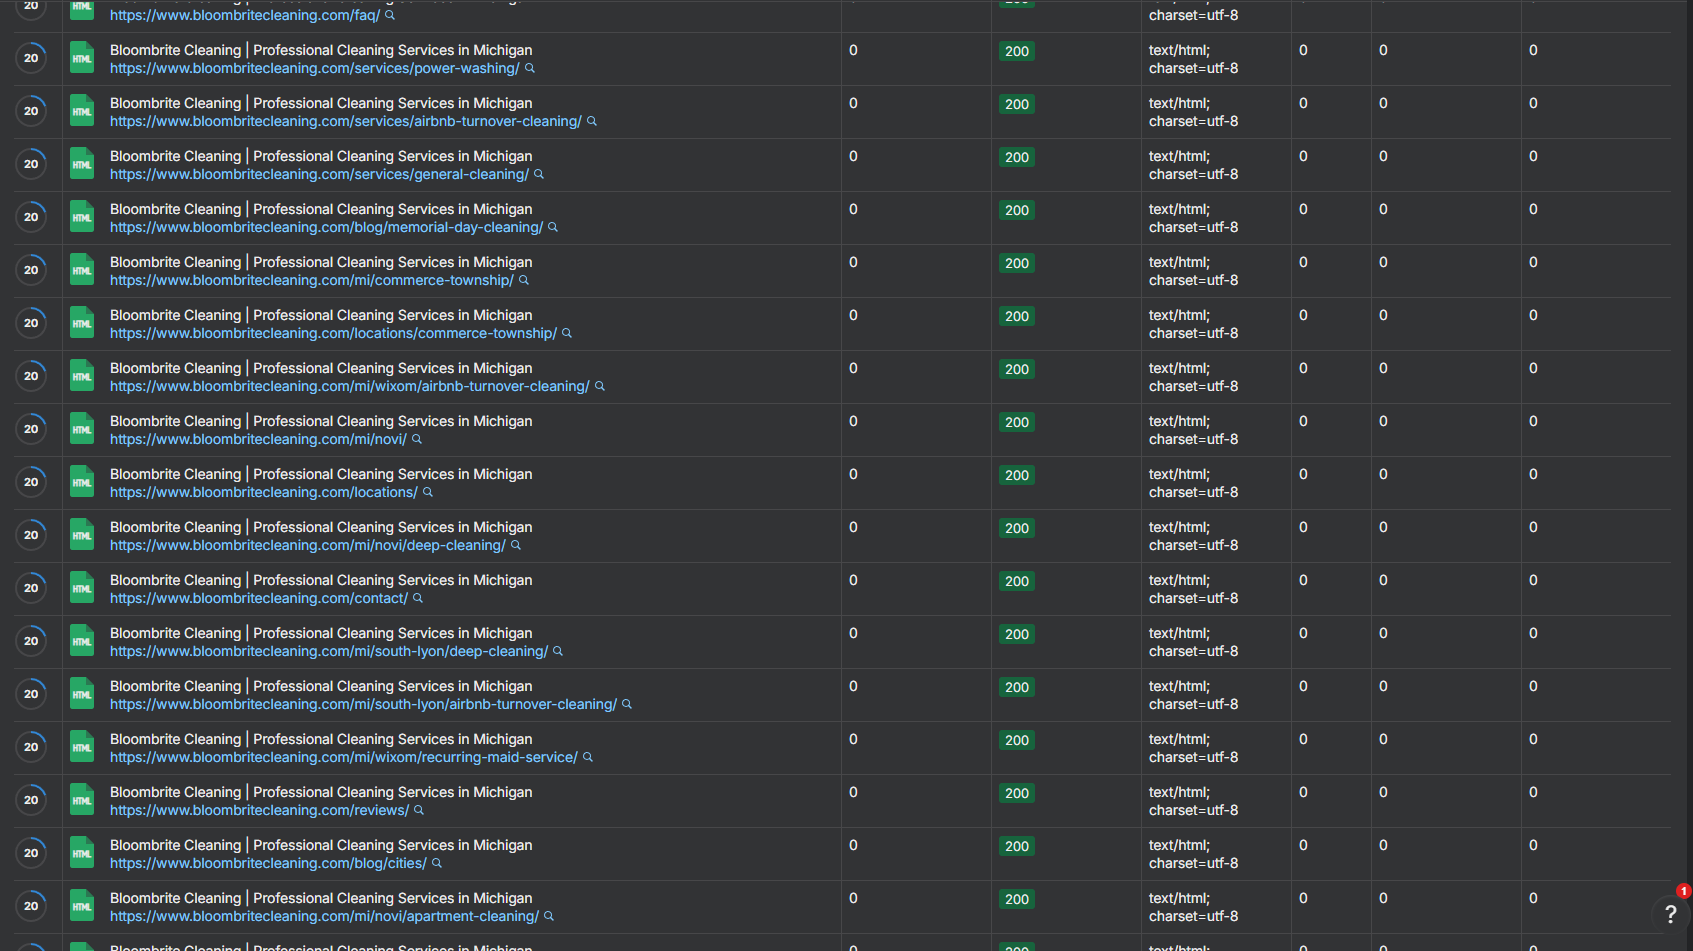 20
HTML
https://www.bloombritecleaning.com/faq/
charset=utf-8
20
HTML
Bloombrite Cleaning | Professional Cleaning Services in Michigan
https://www.bloombritecleaning.com/services/power-washing/
0
200
text/html;
charset=utf-8
0
0
0
20
HTML
Bloombrite Cleaning | Professional Cleaning Services in Michigan
https://www.bloombritecleaning.com/services/airbnb-turnover-cleaning/
0
200
text/html;
charset=utf-8
0
0
0
20
HTML
Bloombrite Cleaning | Professional Cleaning Services in Michigan
https://www.bloombritecleaning.com/services/general-cleaning/
0
200
text/html;
charset=utf-8
0
0
0
20
HTML
Bloombrite Cleaning | Professional Cleaning Services in Michigan
https://www.bloombritecleaning.com/blog/memorial-day-cleaning/
0
200
text/html;
charset=utf-8
0
0
0
20
HTML
Bloombrite Cleaning | Professional Cleaning Services in Michigan
https://www.bloombritecleaning.com/mi/commerce-township/
0
200
text/html;
charset=utf-8
0
0
0
20
HTML
Bloombrite Cleaning | Professional Cleaning Services in Michigan
https://www.bloombritecleaning.com/locations/commerce-township/
0
200
text/html;
charset=utf-8
0
0
0
20
HTML
Bloombrite Cleaning | Professional Cleaning Services in Michigan
https://www.bloombritecleaning.com/mi/wixom/airbnb-turnover-cleaning/
0
200
text/html;
charset=utf-8
0
0
0
20
HTML
Bloombrite Cleaning | Professional Cleaning Services in Michigan
https://www.bloombritecleaning.com/mi/novi/
0
200
text/html;
charset=utf-8
0
0
0
20
HTML
Bloombrite Cleaning | Professional Cleaning Services in Michigan
https://www.bloombritecleaning.com/locations/
0
200
text/html;
charset=utf-8
0
0
0
20
HTML
Bloombrite Cleaning | Professional Cleaning Services in Michigan
https://www.bloombritecleaning.com/mi/novi/deep-cleaning/
0
200
text/html;
charset=utf-8
0
0
0
20
HTML
Bloombrite Cleaning | Professional Cleaning Services in Michigan
https://www.bloombritecleaning.com/contact/
0
200
text/html;
charset=utf-8
0
0
0
20
HTML
Bloombrite Cleaning | Professional Cleaning Services in Michigan
https://www.bloombritecleaning.com/mi/south-lyon/deep-cleaning/
0
200
text/html;
charset=utf-8
0
0
0
20
HTML
Bloombrite Cleaning | Professional Cleaning Services in Michigan
https://www.bloombritecleaning.com/mi/south-lyon/airbnb-turnover-cleaning/
0
200
text/html;
charset=utf-8
0
0
0
20
HTML
Bloombrite Cleaning | Professional Cleaning Services in Michigan
https://www.bloombritecleaning.com/mi/wixom/recurring-maid-service/
0
200
text/html;
charset=utf-8
0
0
0
20
HTML
Bloombrite Cleaning | Professional Cleaning Services in Michigan
https://www.bloombritecleaning.com/reviews/
0
200
text/html;
charset=utf-8
0
0
0
20
HTML
Bloombrite Cleaning | Professional Cleaning Services in Michigan
https://www.bloombritecleaning.com/blog/cities/
0
200
text/html;
charset=utf-8
0
0
0
20
HTML
Bloombrite Cleaning | Professional Cleaning Services in Michigan
https://www.bloombritecleaning.com/mi/novi/apartment-cleaning/
0
200
text/html;
charset=utf-8
0
0
0
1
?
Bloombrite Cleaning | Professional Cleaning Services in Michigan
0
200
text/html;
0
0
0